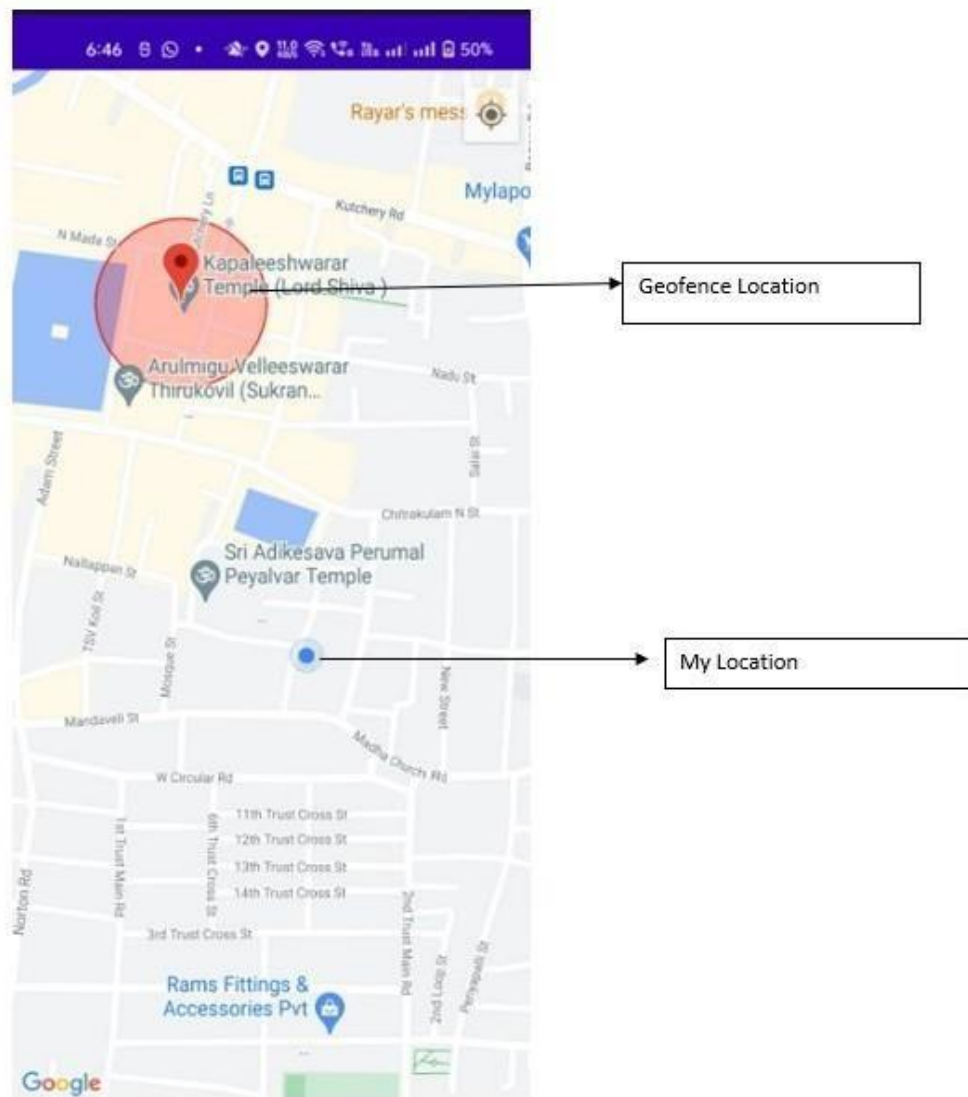 6:46
50%
Rayar's mess
Mylapo
Kutchery Rd
N Mada St
Kapaleeshwarar
Temple (Lord Shiva )
Geofence Location
Arulmigu Velleeswarar
Thirukovil (Sukran...
Nadu St
Adam Street
Chitrakulam N St
Sri Adikesava Perumal
Peyalvar Temple
Nallappan St
TSV Koil St
Mosque St
My Location
New Street
Mandaveli St
Madha Church Rd
W Circular Rd
11th Trust Cross St
12th Trust Cross St
13th Trust Cross St
14th Trust Cross St
1st Trust Main Rd
6th Trust Cross St
Norton Rd
3rd Trust Cross St
2nd Trust Main Rd
2nd Loop St
Rams Fittings &
Accessories Pvt
Google